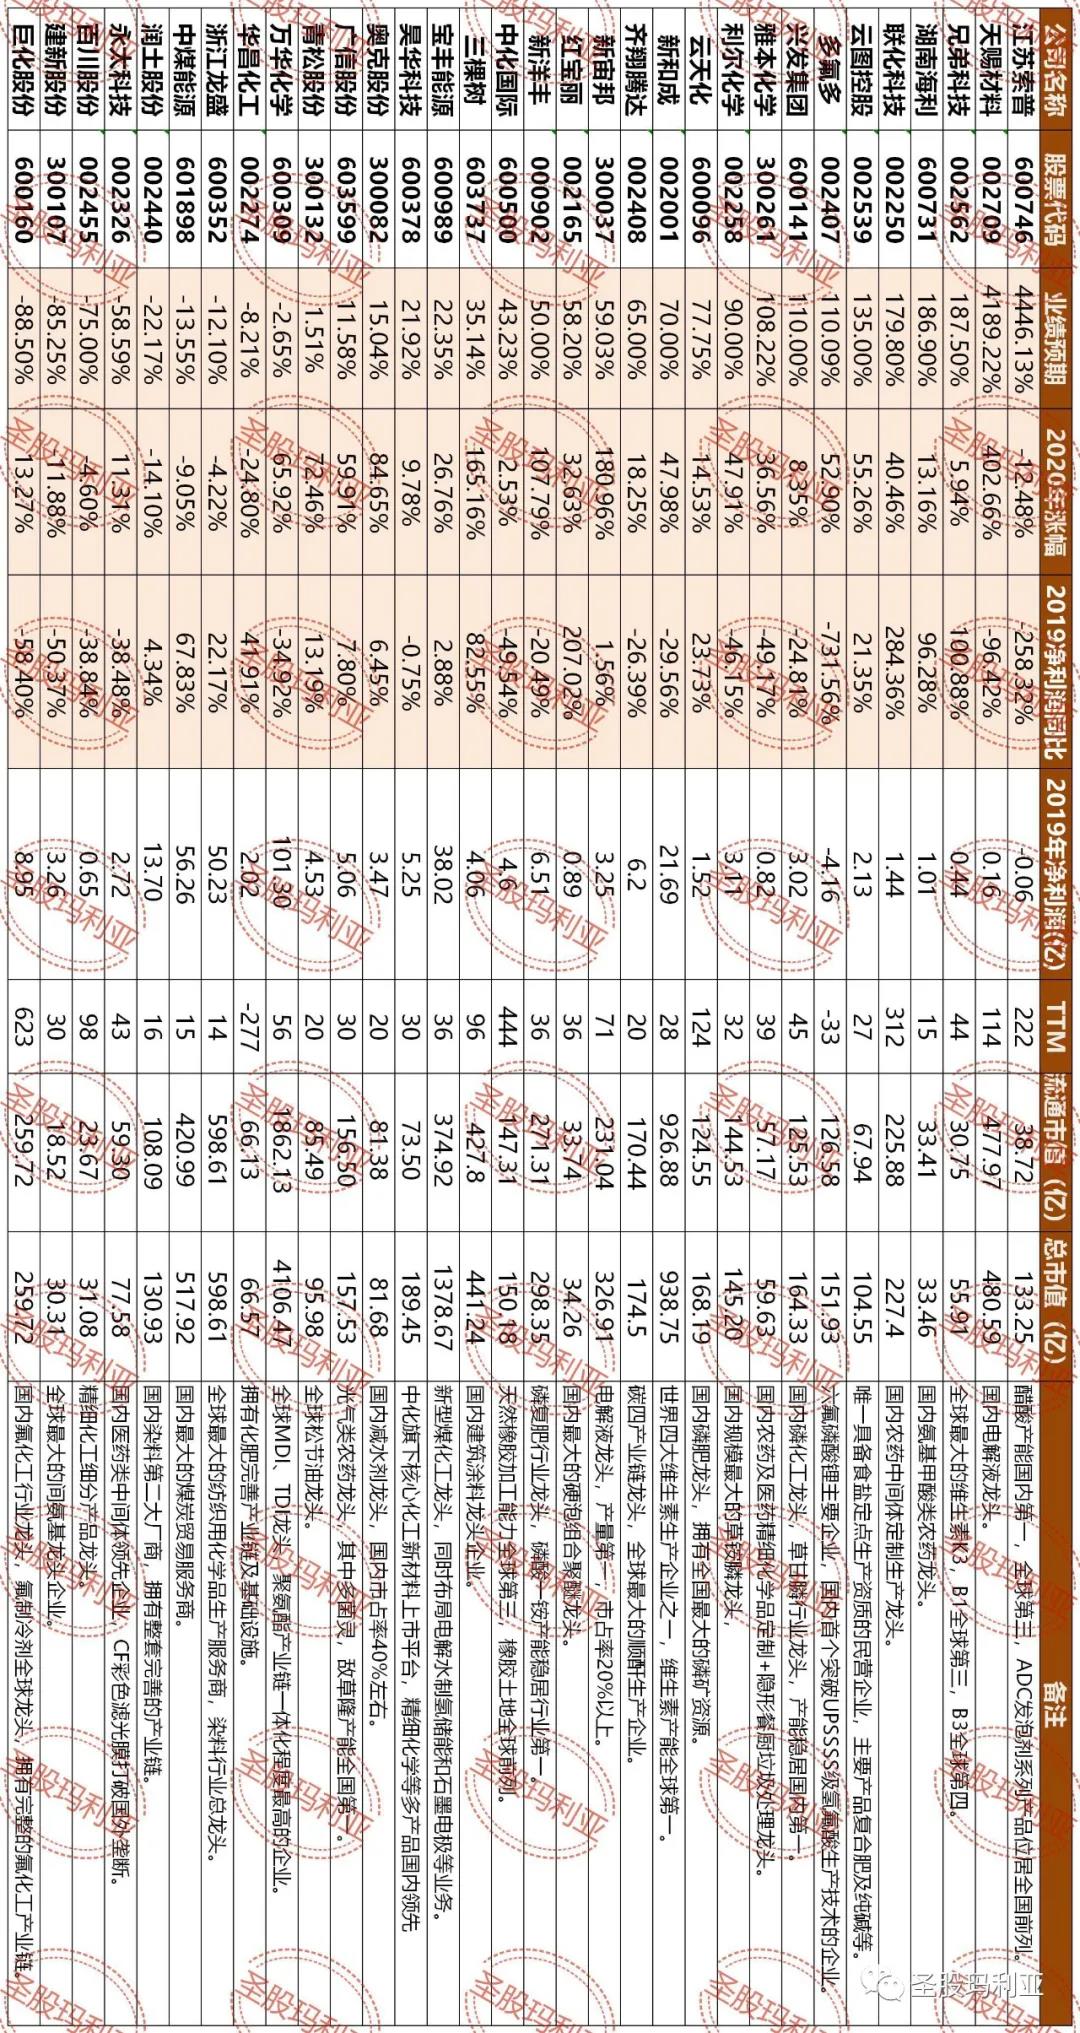 公司名称 股票代码 业绩预期 2020年涨幅 2019净利润同比 2019年净利润(亿) TTM 流通市值（亿） 总市值（亿） 备注
江苏索普 600746 4446.13% -12.48% -258.32% -0.06 222 38.72 133.25 醋酸产能国内第一，全球第三，ADC发泡剂系列产品位居全国前列。
天赐材料 002709 4189.22% 402.66% -96.42% 0.16 114 477.97 480.59 国内电解液龙头。
兄弟科技 002562 187.50% 5.94% 100.88% 0.44 44 30.75 55.91 全球最大的维生素K3，B1全球第三，B3全球第四。
湖南海利 600731 186.90% 13.16% 96.28% 1.01 15 33.41 33.46 国内氨基甲酸类农药龙头。
联化科技 002250 179.80% 40.46% 284.36% 1.44 312 225.88 227.4 国内农药中间体定制生产龙头。
云图控股 002539 135.00% 55.26% 21.35% 2.13 27 67.94 104.55 唯一具备食盐定点生产资质的民营企业，主要产品复合肥及纯碱等。
多氟多 002407 110.09% 52.90% -731.56% -4.16 -33 126.58 151.93 六氟磷酸锂主要企业，国内首个突破UPSSSS级氢氟酸生产技术的企业。
兴发集团 600141 110.00% 8.35% -24.81% 3.02 45 125.53 164.33 国内磷化工龙头，草甘膦行业龙头，产能稳居国内第一。
雅本化学 300261 108.22% 36.56% -49.17% 0.82 39 57.17 59.63 国内农药及医药精细化学品定制+隐形餐厨垃圾处理龙头。
利尔化学 002258 90.00% 47.91% -46.15% 3.11 32 144.53 145.20 国内规模最大的草铵膦龙头，
云天化 600096 77.75% 14.53% 23.73% 1.52 124 124.55 168.19 国内磷肥龙头，拥有全国最大的磷矿资源。
新和成 002001 70.00% 47.98% -29.56% 21.69 28 926.88 938.75 世界四大维生素生产企业之一，维生素产能全球第一。
齐翔腾达 002408 65.00% 18.25% -26.39% 6.2 20 170.44 174.5 碳四产业链龙头，全球最大的顺酐生产企业。
新宙邦 300037 59.03% 180.96% 1.56% 3.25 71 231.04 326.91 电解液龙头，产量第一，市占率20%以上。
红宝丽 002165 58.20% 32.63% 207.02% 0.89 36 33.74 34.26 国内最大的硬泡组合聚醚龙头。
新洋丰 000902 50.00% 107.79% -20.49% 6.51 36 271.31 298.35 磷复肥行业龙头，磷酸一铵产能稳居行业第一。
中化国际 600500 43.23% 2.53% -49.54% 4.6 444 147.31 150.18 天然橡胶加工能力全球第三，橡胶土地全球前列。
三棵树 603737 35.14% 165.16% 82.55% 4.06 96 427.8 441.24 国内建筑涂料龙头企业。
宝丰能源 600989 22.35% 26.76% 2.88% 38.02 36 374.92 1378.67 新型煤化工龙头，同时布局电解水制氢储能和石墨电极等业务。
昊华科技 600378 21.92% 9.78% -0.75% 5.25 30 73.50 189.45 中化旗下核心化工新材料上市平台，精细化学等多产品国内领先
奥克股份 300082 15.04% 84.65% 6.45% 3.47 20 81.38 81.68 国内减水剂龙头，国内市占率40%左右。
广信股份 603599 11.58% 59.91% 7.80% 5.06 30 156.50 157.53 光气类农药龙头，其中多菌灵，敌草隆产能全国第一。
青松股份 300132 1.51% 72.46% 13.19% 4.53 20 85.49 95.98 全球松节油龙头。
万华化学 600309 -2.65% 65.92% -34.92% 101.30 56 1862.13 4106.47 全球MDI、TDI龙头，聚氨酯产业链一体化程度最高的企业。
华昌化工 002274 -8.21% -24.80% 41.91% 2.02 -277 66.13 66.57 拥有化肥完善产业链及基础设施。
浙江龙盛 600352 -12.10% -4.22% 22.17% 50.23 14 598.61 598.61 全球最大的纺织用化学品生产服务商，染料行业总龙头。
中煤能源 601898 -13.55% -9.05% 67.83% 56.26 15 420.99 517.92 国内最大的煤炭贸易服务商。
润土股份 002440 -22.17% -14.10% 4.34% 13.70 16 108.09 130.93 国内染料第二大厂商，拥有整套完善的产业链。
永太科技 002326 -58.59% 11.31% -38.48% 2.72 43 59.30 77.58 国内医药类中间体领先企业，CF彩色滤光膜打破国外垄断。
百川股份 002455 -75.00% -4.60% -38.84% 0.65 98 23.67 31.08 精细化工细分产品龙头。
建新股份 300107 -85.25% -11.88% -50.37% 3.26 30 18.52 30.31 全球最大的间氨基龙头企业。
巨化股份 600160 -88.50% 13.27% -58.40% 8.95 623 259.72 259.72 国内氟化工行业龙头，氟制冷剂全球龙头，拥有完整的氟化工产业链。
圣股玛利亚